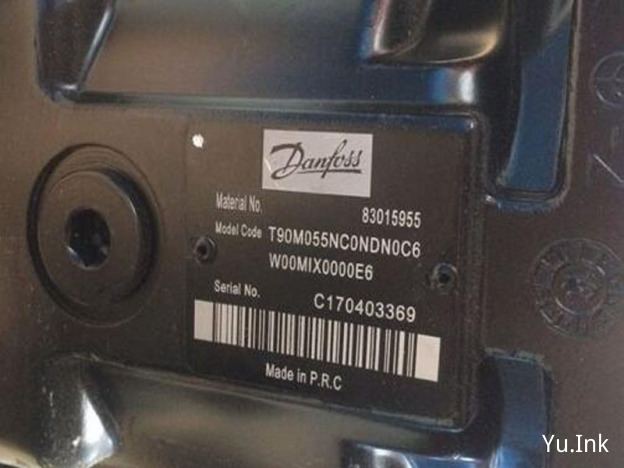 Danfoss
Material No. 83015955
Model Code T90M055NC0NDN0C6
W00MIX0000E6
Serial No. C170403369
Made in P.R.C
Yu.Ink